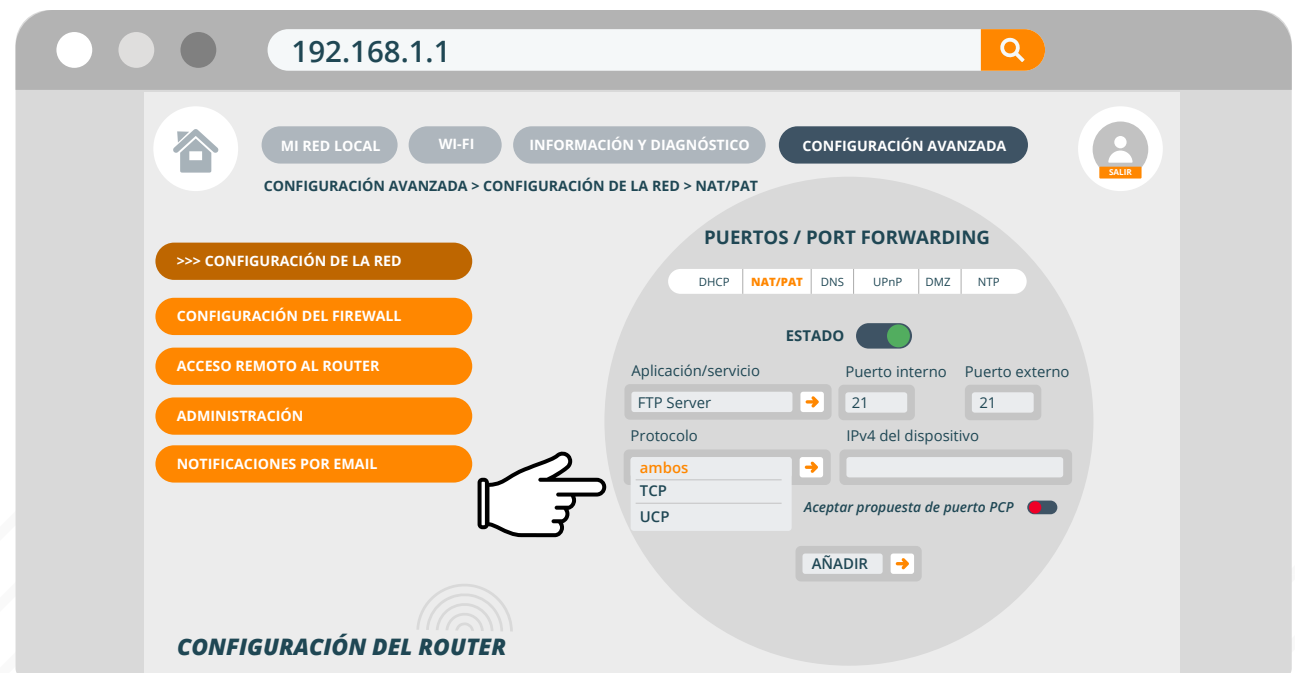 192.168.1.1
MI RED LOCAL WI-FI INFORMACIÓN Y DIAGNÓSTICO CONFIGURACIÓN AVANZADA
SALIR
CONFIGURACIÓN AVANZADA > CONFIGURACIÓN DE LA RED > NAT/PAT
>>> CONFIGURACIÓN DE LA RED
CONFIGURACIÓN DEL FIREWALL
ACCESO REMOTO AL ROUTER
ADMINISTRACIÓN
NOTIFICACIONES POR EMAIL
PUERTOS / PORT FORWARDING
DHCP NAT/PAT DNS UPnP DMZ NTP
ESTADO
Aplicación/servicio Puerto interno Puerto externo
FTP Server 21 21
Protocolo IPv4 del dispositivo
ambos
TCP
UCP
Aceptar propuesta de puerto PCP
AÑADIR
CONFIGURACIÓN DEL ROUTER